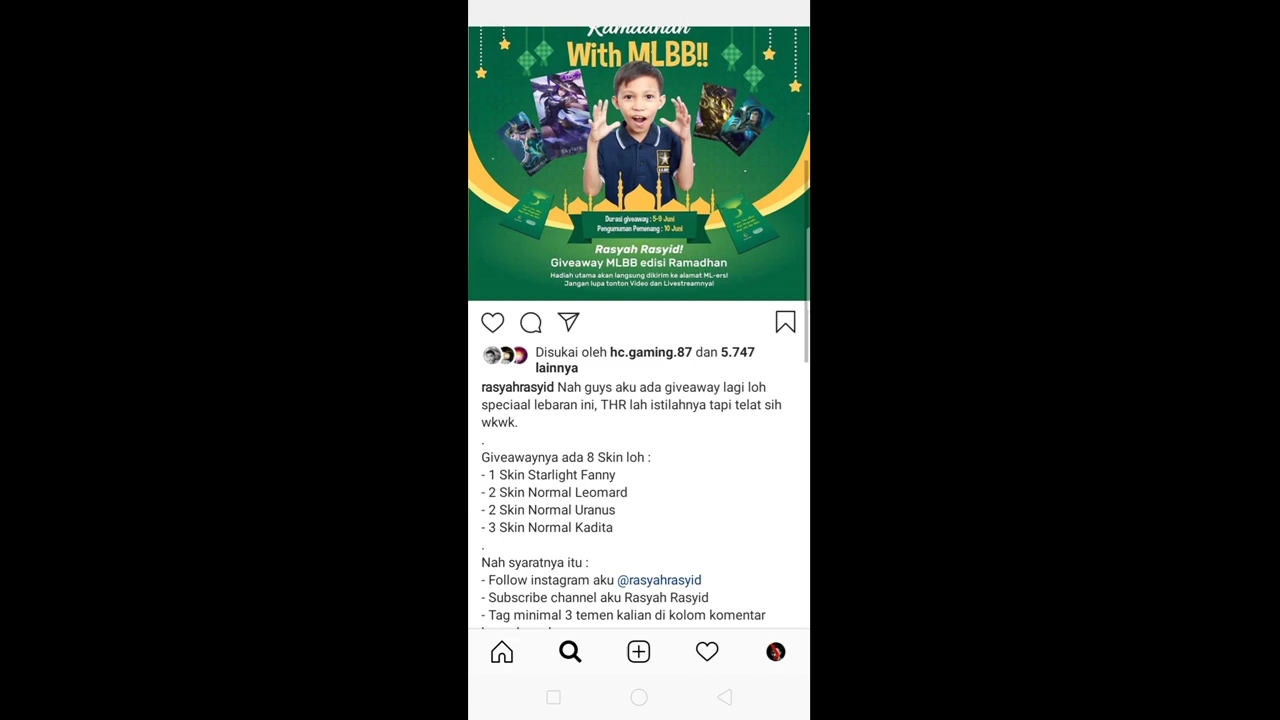 Ramadhan
With MLBB!!
Durasi giveaway : 5-9 Juni
Pengumuman Pemenang : 10 Juni
Rasyah Rasyid!
Giveaway MLBB edisi Ramadhan
Hadiah utama akan langsung dikirim ke alamat ML-ers!
Jangan lupa tonton Video dan Livestreamnya!
Disukai oleh hc.gaming.87 dan 5.747
lainnya
rasyahrasyid Nah guys aku ada giveaway lagi loh
speciaal lebaran ini, THR lah istilahnya tapi telat sih
wkwk.
.
Giveawaynya ada 8 Skin loh :
- 1 Skin Starlight Fanny
- 2 Skin Normal Leomard
- 2 Skin Normal Uranus
- 3 Skin Normal Kadita
.
Nah syaratnya itu :
- Follow instagram aku @rasyahrasyid
- Subscribe channel aku Rasyah Rasyid
- Tag minimal 3 temen kalian di kolom komentar